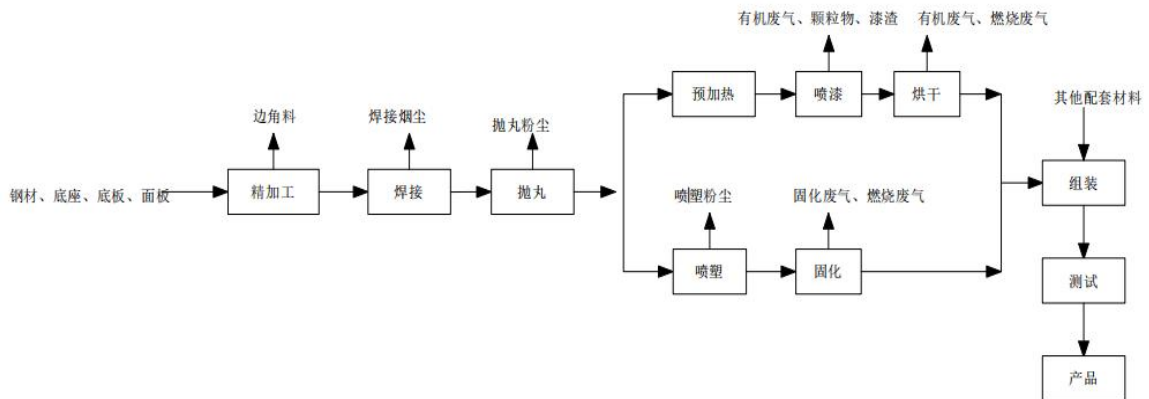 有机废气、颗粒物、漆渣
有机废气、燃烧废气
预加热
喷漆
烘干
其他配套材料
边角料
焊接烟尘
抛丸粉尘
钢材、底座、底板、面板
精加工
焊接
抛丸
组装
喷塑粉尘
固化废气、燃烧废气
喷塑
固化
测试
产品